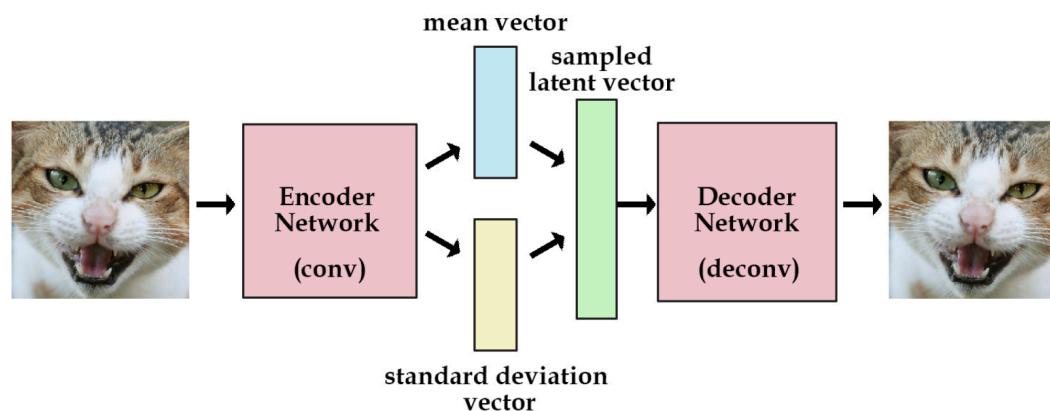 mean vector
sampled
latent vector
Encoder
Network
(conv)
Decoder
Network
(deconv)
standard deviation
vector